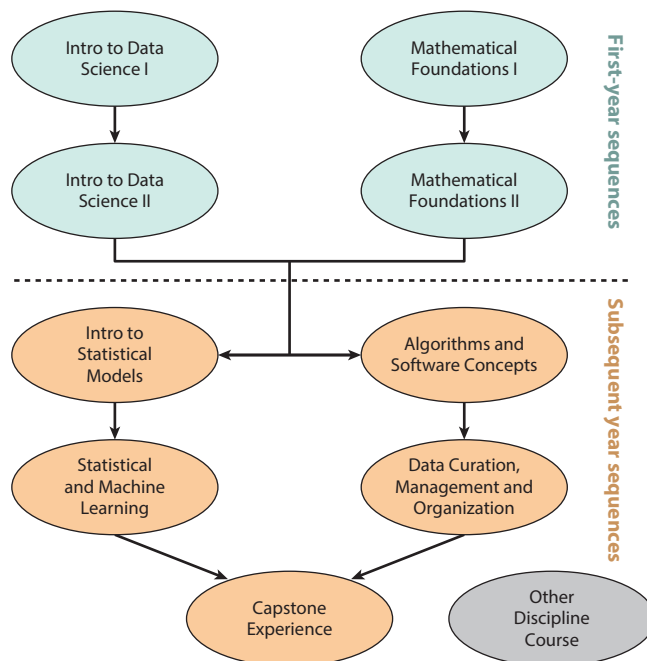 Intro to Data
Science I
Mathematical
Foundations I
First-year sequences
Intro to Data
Science II
Mathematical
Foundations II
Intro to
Statistical
Models
Algorithms and
Software Concepts
Subsequent year sequences
Statistical
and Machine
Learning
Data Curation,
Management and
Organization
Capstone
Experience
Other
Discipline
Course